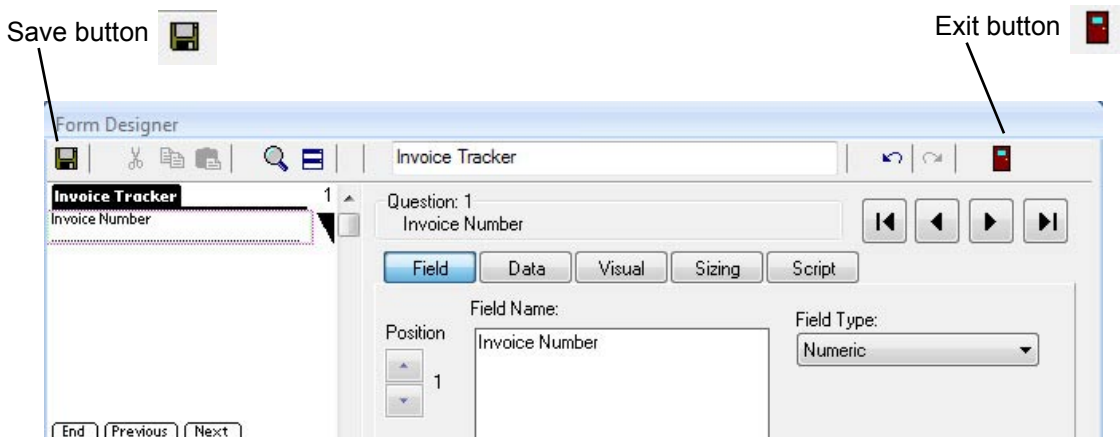 Save button
Exit button
Form Designer
Invoice Tracker
Invoice Tracker 1
Invoice Number
Question: 1
Invoice Number
Field Data Visual Sizing Script
Field Name:
Field Type:
Position
Invoice Number
Numeric
1
End Previous Next